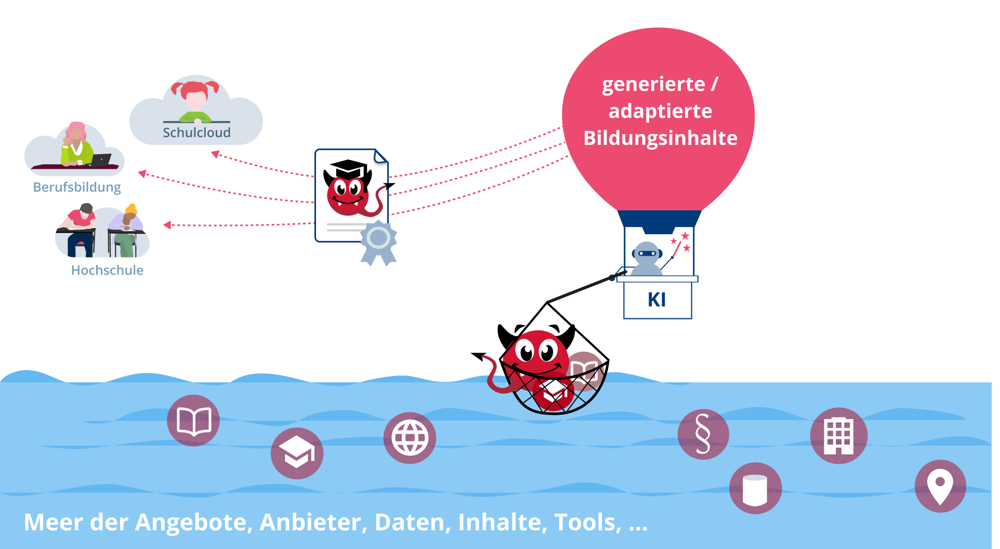 generierte /
adaptierte
Bildungsinhalte
Schulcloud
Berufsbildung
Hochschule
KI
§
Meer der Angebote, Anbieter, Daten, Inhalte, Tools, ...